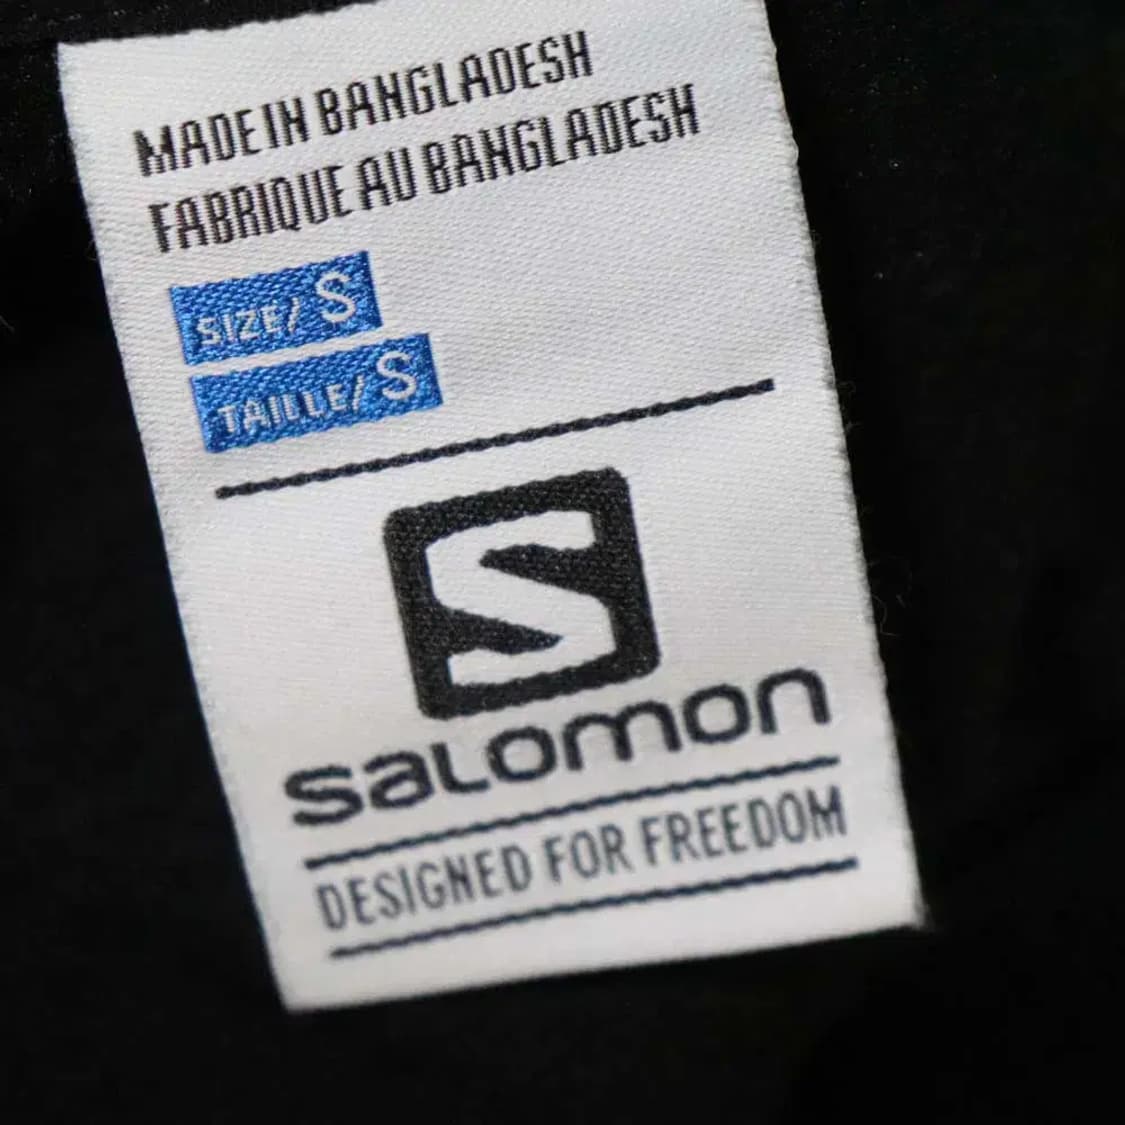 MADE IN BANGLADESH
FABRIQUE AU BANGLADESH
SIZE/ S
TAILLE/ S
S
SALOMON
DESIGNED FOR FREEDOM